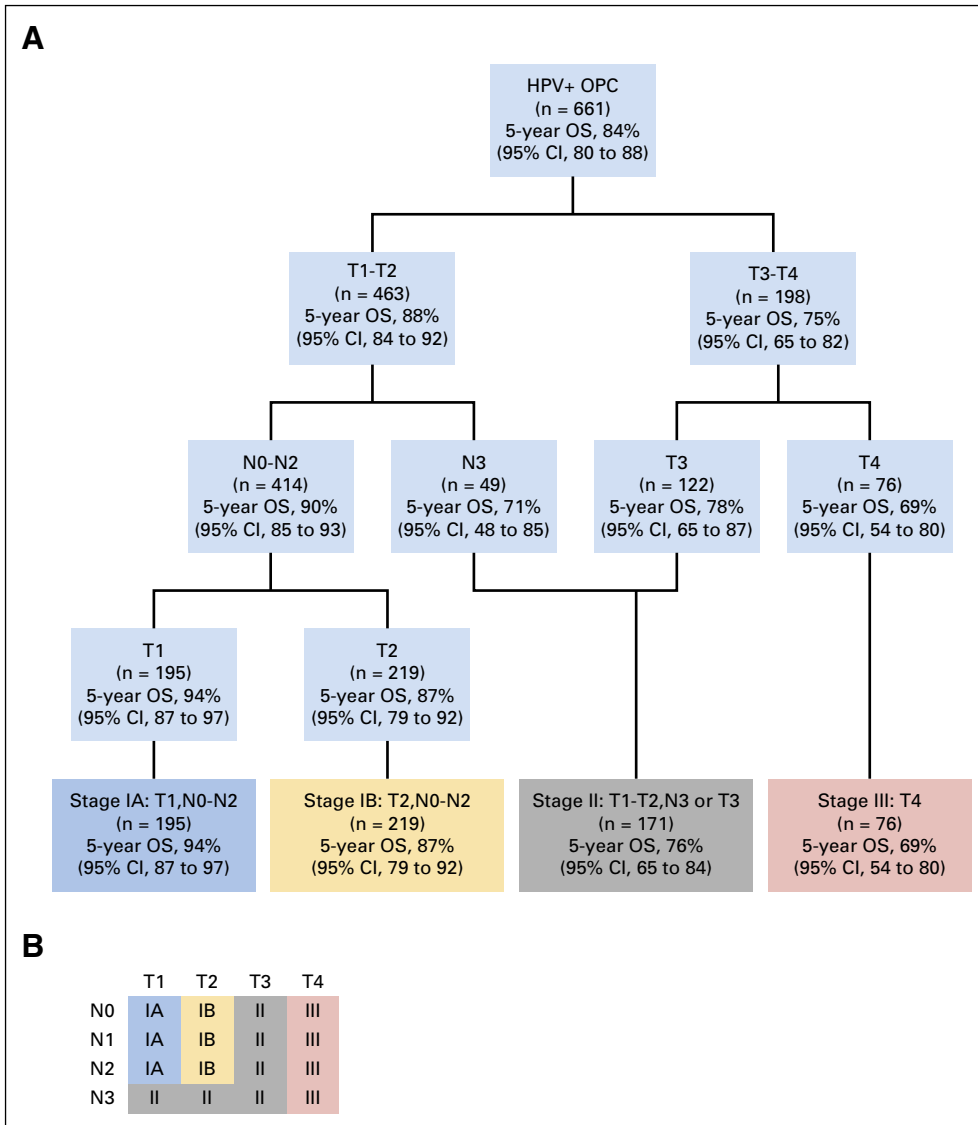 A
HPV+ OPC
(n = 661)
5-year OS, 84%
(95% CI, 80 to 88)
T1-T2
(n = 463)
5-year OS, 88%
(95% CI, 84 to 92)
T3-T4
(n = 198)
5-year OS, 75%
(95% CI, 65 to 82)
N0-N2
(n = 414)
5-year OS, 90%
(95% CI, 85 to 93)
N3
(n = 49)
5-year OS, 71%
(95% CI, 48 to 85)
T3
(n = 122)
5-year OS, 78%
(95% CI, 65 to 87)
T4
(n = 76)
5-year OS, 69%
(95% CI, 54 to 80)
T1
(n = 195)
5-year OS, 94%
(95% CI, 87 to 97)
T2
(n = 219)
5-year OS, 87%
(95% CI, 79 to 92)
Stage IA: T1,N0-N2
(n = 195)
5-year OS, 94%
(95% CI, 87 to 97)
Stage IB: T2,N0-N2
(n = 219)
5-year OS, 87%
(95% CI, 79 to 92)
Stage II: T1-T2,N3 or T3
(n = 171)
5-year OS, 76%
(95% CI, 65 to 84)
Stage III: T4
(n = 76)
5-year OS, 69%
(95% CI, 54 to 80)
B
T1 T2 T3 T4
N0 IA IB II III
N1 IA IB II III
N2 IA IB II III
N3 II II II III